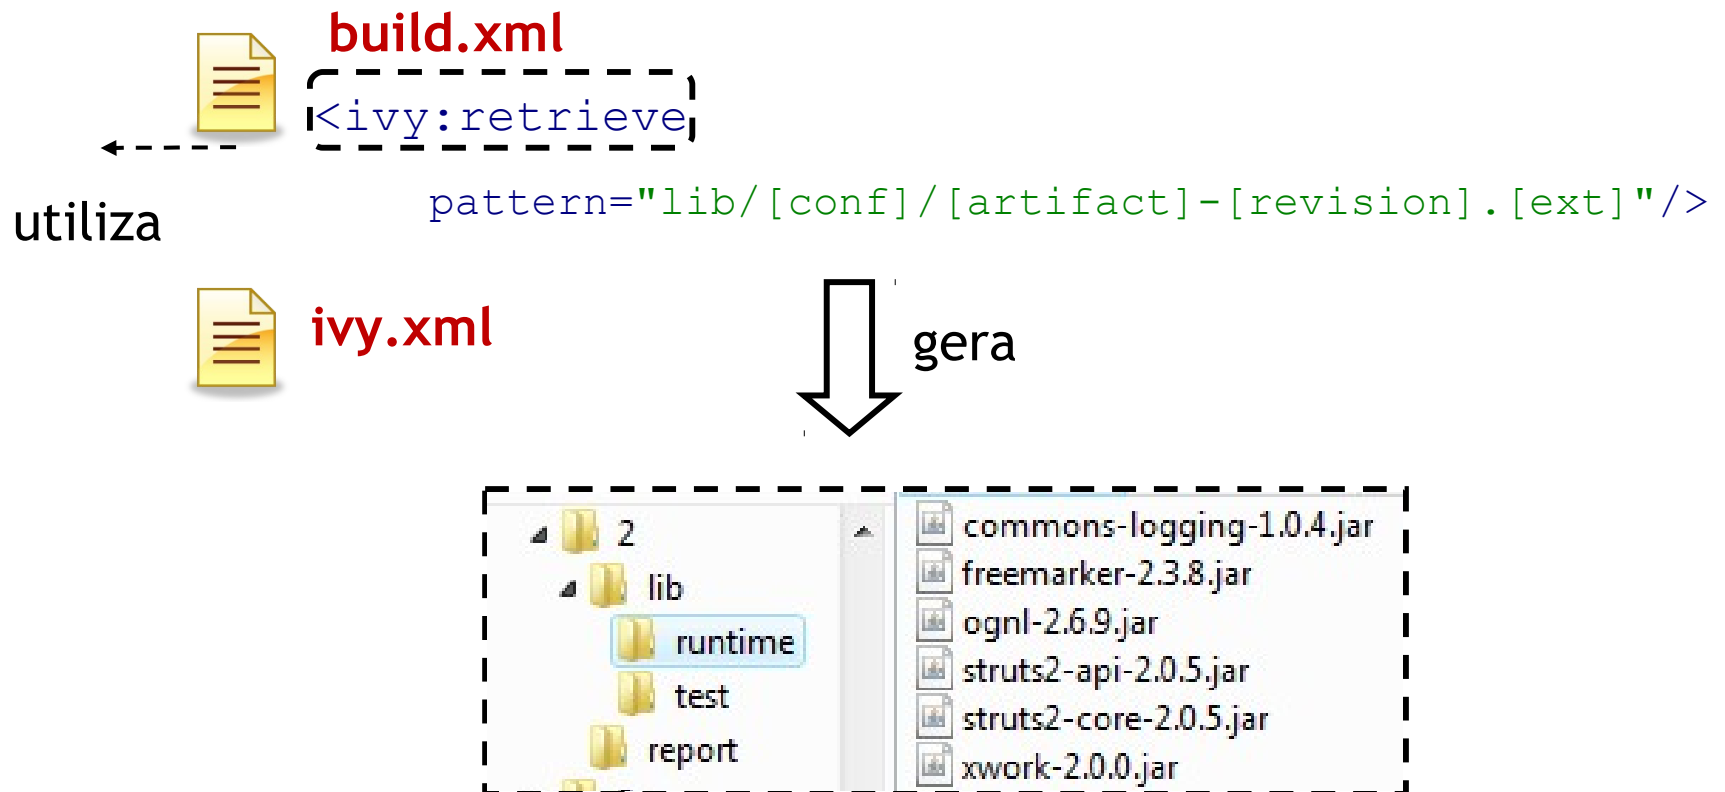 build.xml
<ivy:retrieve
pattern="lib/[conf]/[artifact]-[revision].[ext]"/>
utiliza
ivy.xml
gera
2
lib
runtime
test
report
commons-logging-1.0.4.jar
freemarker-2.3.8.jar
ognl-2.6.9.jar
struts2-api-2.0.5.jar
struts2-core-2.0.5.jar
xwork-2.0.0.jar